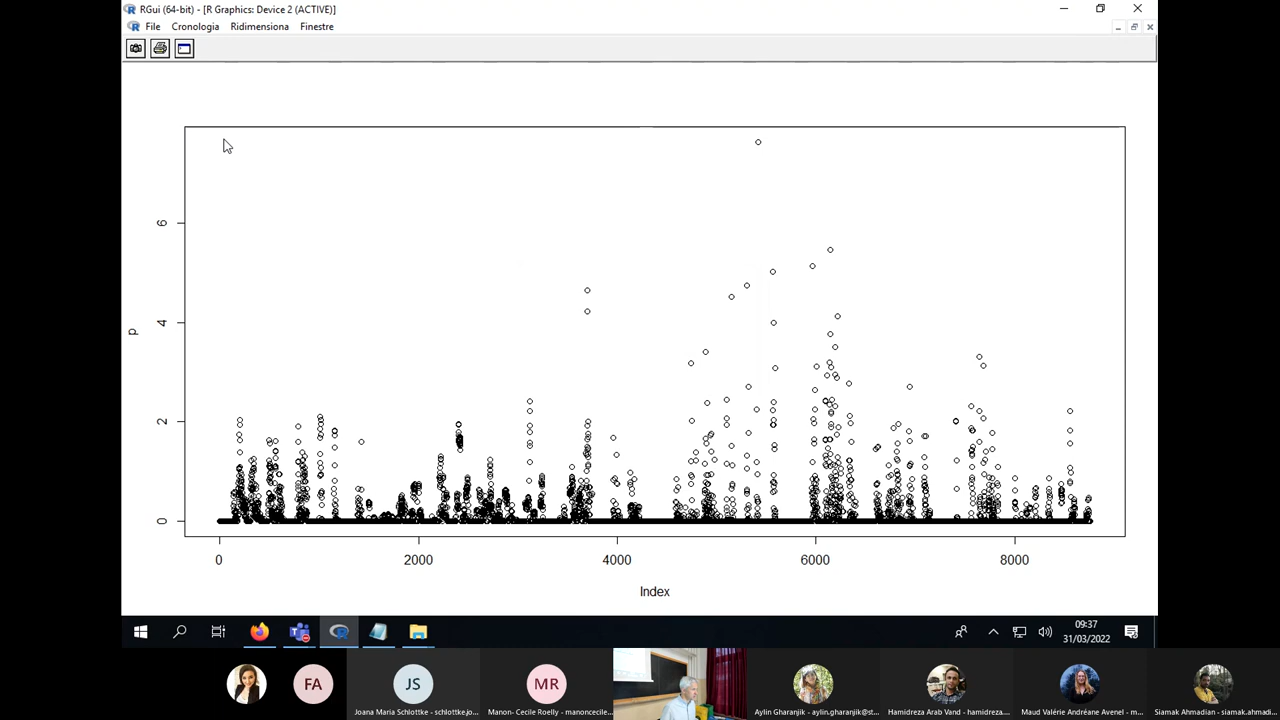 RGui (64-bit) - [R Graphics: Device 2 (ACTIVE)]
File Cronologia Ridimensiona Finestre
6
4
2
0
p
0 2000 4000 6000 8000
Index
09:37
31/03/2022
FA
JS
MR
Joana Maria Schlottke - schlottke.jo...
Manon- Cecile Roelly - manoncecile...
Aylin Gharanjik - aylin.gharanjik@st...
Hamidreza Arab Vand - hamidreza...
Maud Valérie Andréane Avenel - m...
Siamak Ahmadian - siamak.ahmadi...